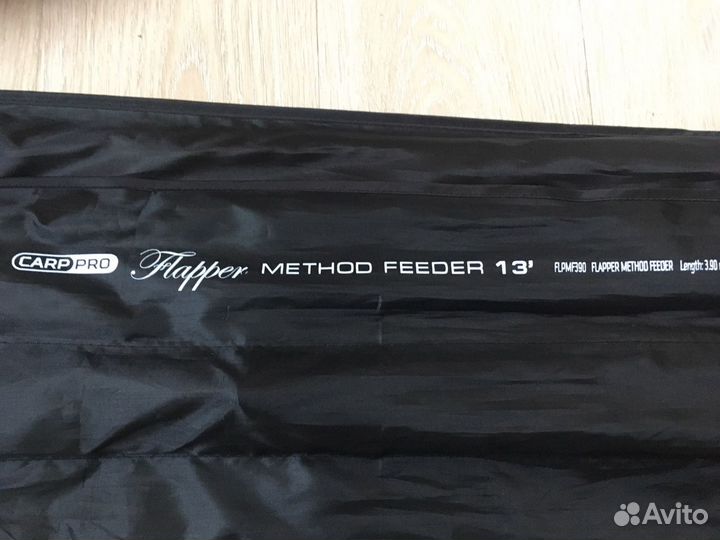 CARP PRO Flapper METHOD FEEDER 13' FLPMF390 FLAPPER METHOD FEEDER Length: 3.90
Avito